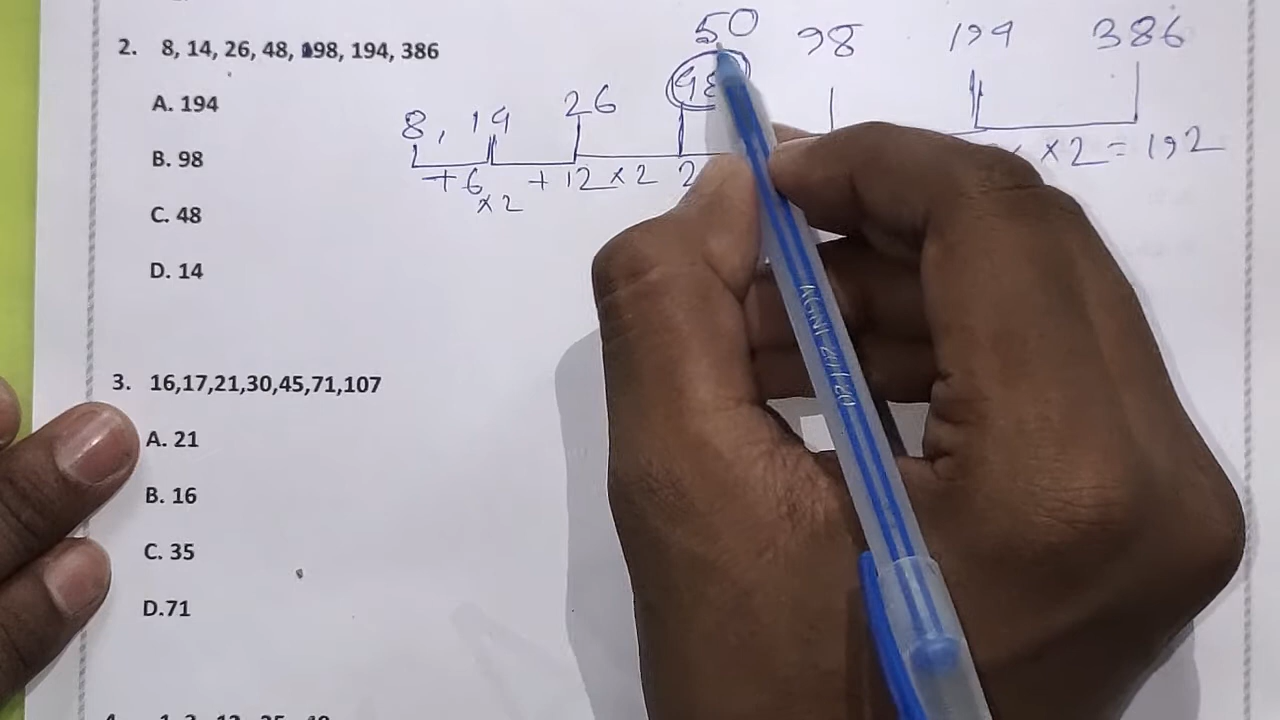 50 98 194 386
2. 8, 14, 26, 48, 98, 194, 386
48
8, 14 26
A. 194
+6 +12 ×2 2 ×2 = 192
×2
B. 98
C. 48
D. 14
3. 16,17,21,30,45,71,107
A. 21
B. 16
C. 35
D.71
AGNI